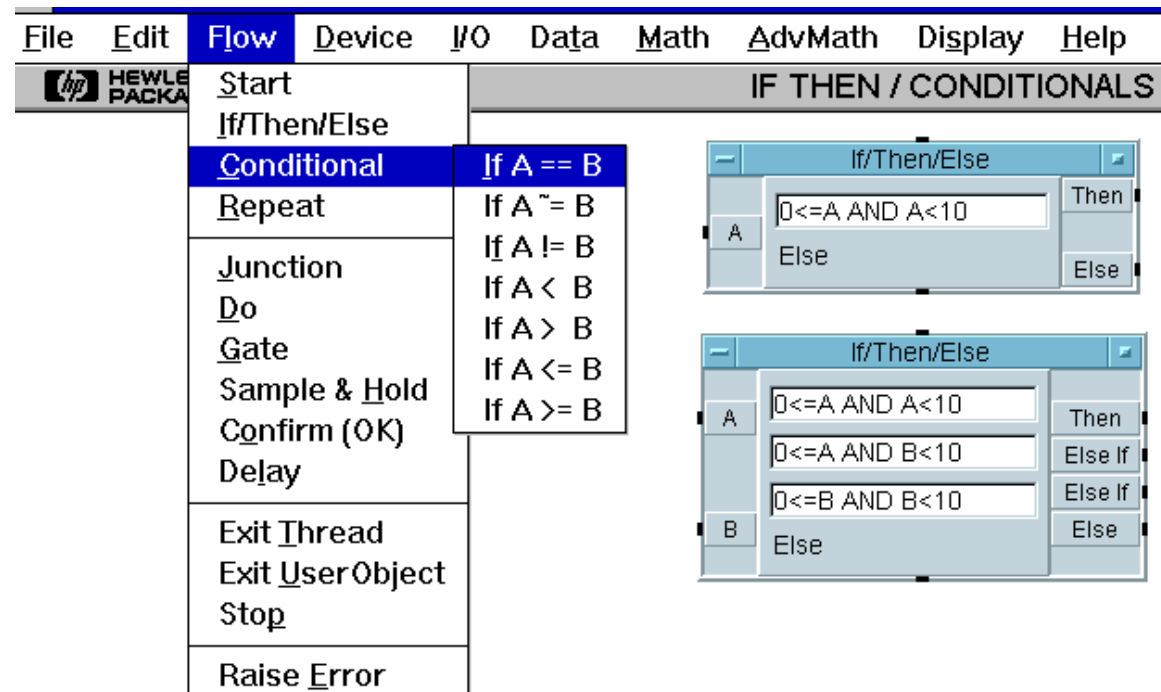 File Edit Flow Device I/O Data Math AdvMath Display Help
hp HEWLE
PACKA
IF THEN / CONDITIONALS
Start
If/Then/Else
Conditional
Repeat
Junction
Do
Gate
Sample & Hold
Confirm (OK)
Delay
Exit Thread
Exit UserObject
Stop
Raise Error
If A == B
If A ~= B
If A != B
If A < B
If A > B
If A <= B
If A >= B
If/Then/Else
A
0<=A AND A<10
Else
Then
Else
If/Then/Else
A
B
0<=A AND A<10
0<=A AND B<10
0<=B AND B<10
Else
Then
Else If
Else If
Else